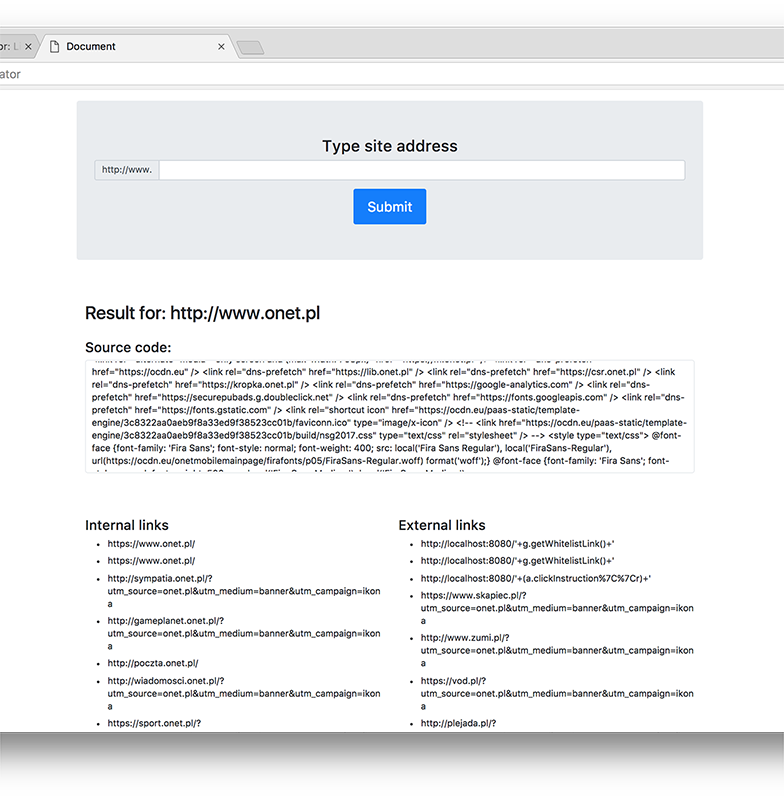 or: L
Document
ator
Type site address
http://www.
Submit
Result for: http://www.onet.pl
Source code:
href="https://ocdn.eu" /> <link rel="dns-prefetch" href="https://lib.onet.pl" /> <link rel="dns-prefetch" href="https://csr.onet.pl" /> <link
rel="dns-prefetch" href="https://kropka.onet.pl" /> <link rel="dns-prefetch" href="https://google-analytics.com" /> <link rel="dns-
prefetch" href="https://securepubads.g.doubleclick.net" /> <link rel="dns-prefetch" href="https://fonts.googleapis.com" /> <link rel="dns-
prefetch" href="https://fonts.gstatic.com" /> <link rel="shortcut icon" href="https://ocdn.eu/paas-static/template-
engine/3c8322aa0aeb9f8a33ed9f38523cc01b/faviconn.ico" type="image/x-icon" /> <!-- <link href="https://ocdn.eu/paas-static/template-
engine/3c8322aa0aeb9f8a33ed9f38523cc01b/build/nsg2017.css" type="text/css" rel="stylesheet" /> --> <style type="text/css"> @font-
face {font-family: 'Fira Sans'; font-style: normal; font-weight: 400; src: local('Fira Sans Regular'), local('FiraSans-Regular'),
url(https://ocdn.eu/onetmobilemainpage/firafonts/p05/FiraSans-Regular.woff) format('woff');} @font-face {font-family: 'Fira Sans'; font-
Internal links
https://www.onet.pl/
https://www.onet.pl/
http://sympatia.onet.pl/?
utm_source=onet.pl&utm_medium=banner&utm_campaign=ikon
a
http://gameplanet.onet.pl/?
utm_source=onet.pl&utm_medium=banner&utm_campaign=ikon
a
http://poczta.onet.pl/
http://wiadomosci.onet.pl/?
utm_source=onet.pl&utm_medium=banner&utm_campaign=ikon
a
https://sport.onet.pl/?
External links
http://localhost:8080/'+g.getWhitelistLink()+'
http://localhost:8080/'+g.getWhitelistLink()+'
http://localhost:8080/'+(a.clickInstruction%7C%7Cr)+'
https://www.skapiec.pl/?
utm_source=onet.pl&utm_medium=banner&utm_campaign=ikon
a
http://www.zumi.pl/?
utm_source=onet.pl&utm_medium=banner&utm_campaign=ikon
a
https://vod.pl/?
utm_source=onet.pl&utm_medium=banner&utm_campaign=ikon
a
http://plejada.pl/?